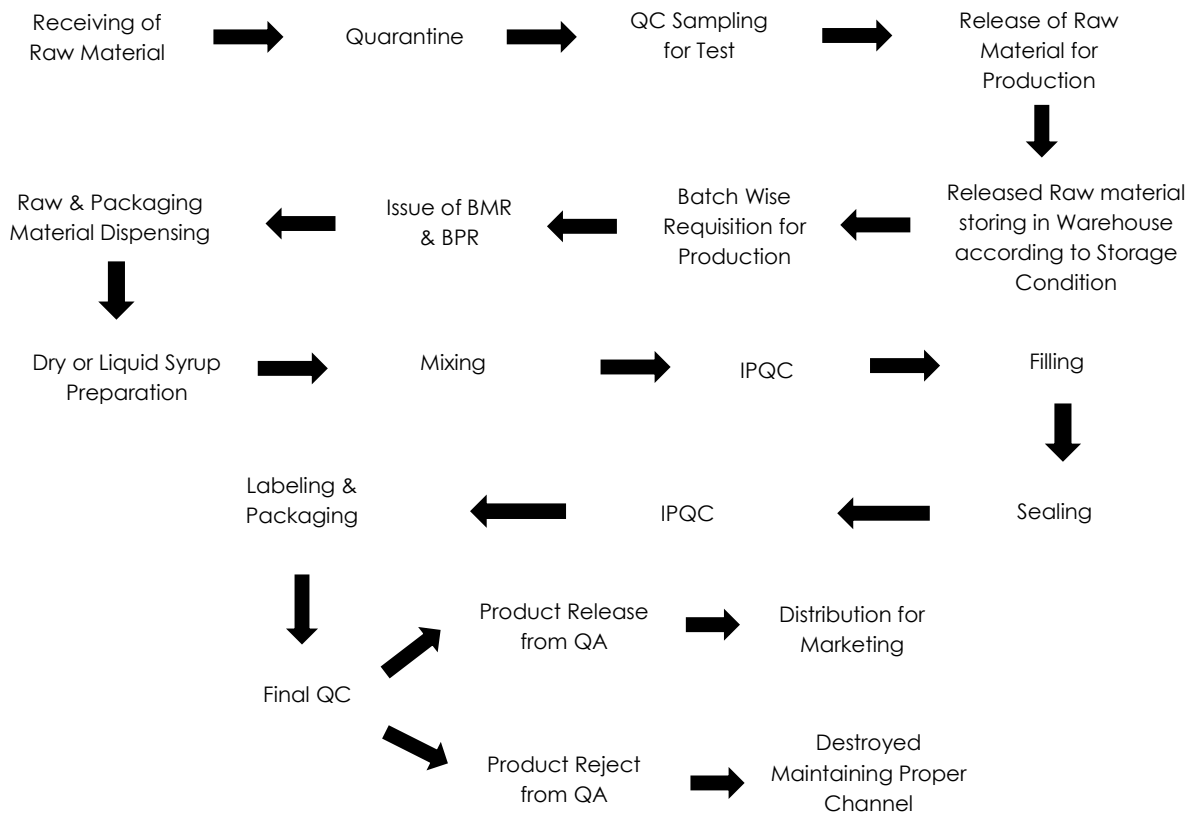 Receiving of
Raw Material
Quarantine
QC Sampling
for Test
Release of Raw
Material for
Production
Released Raw material
storing in Warehouse
according to Storage
Condition
Batch Wise
Requisition for
Production
Issue of BMR
& BPR
Raw & Packaging
Material Dispensing
Dry or Liquid Syrup
Preparation
Mixing
IPQC
Filling
Sealing
IPQC
Labeling &
Packaging
Final QC
Product Release
from QA
Distribution for
Marketing
Product Reject
from QA
Destroyed
Maintaining Proper
Channel